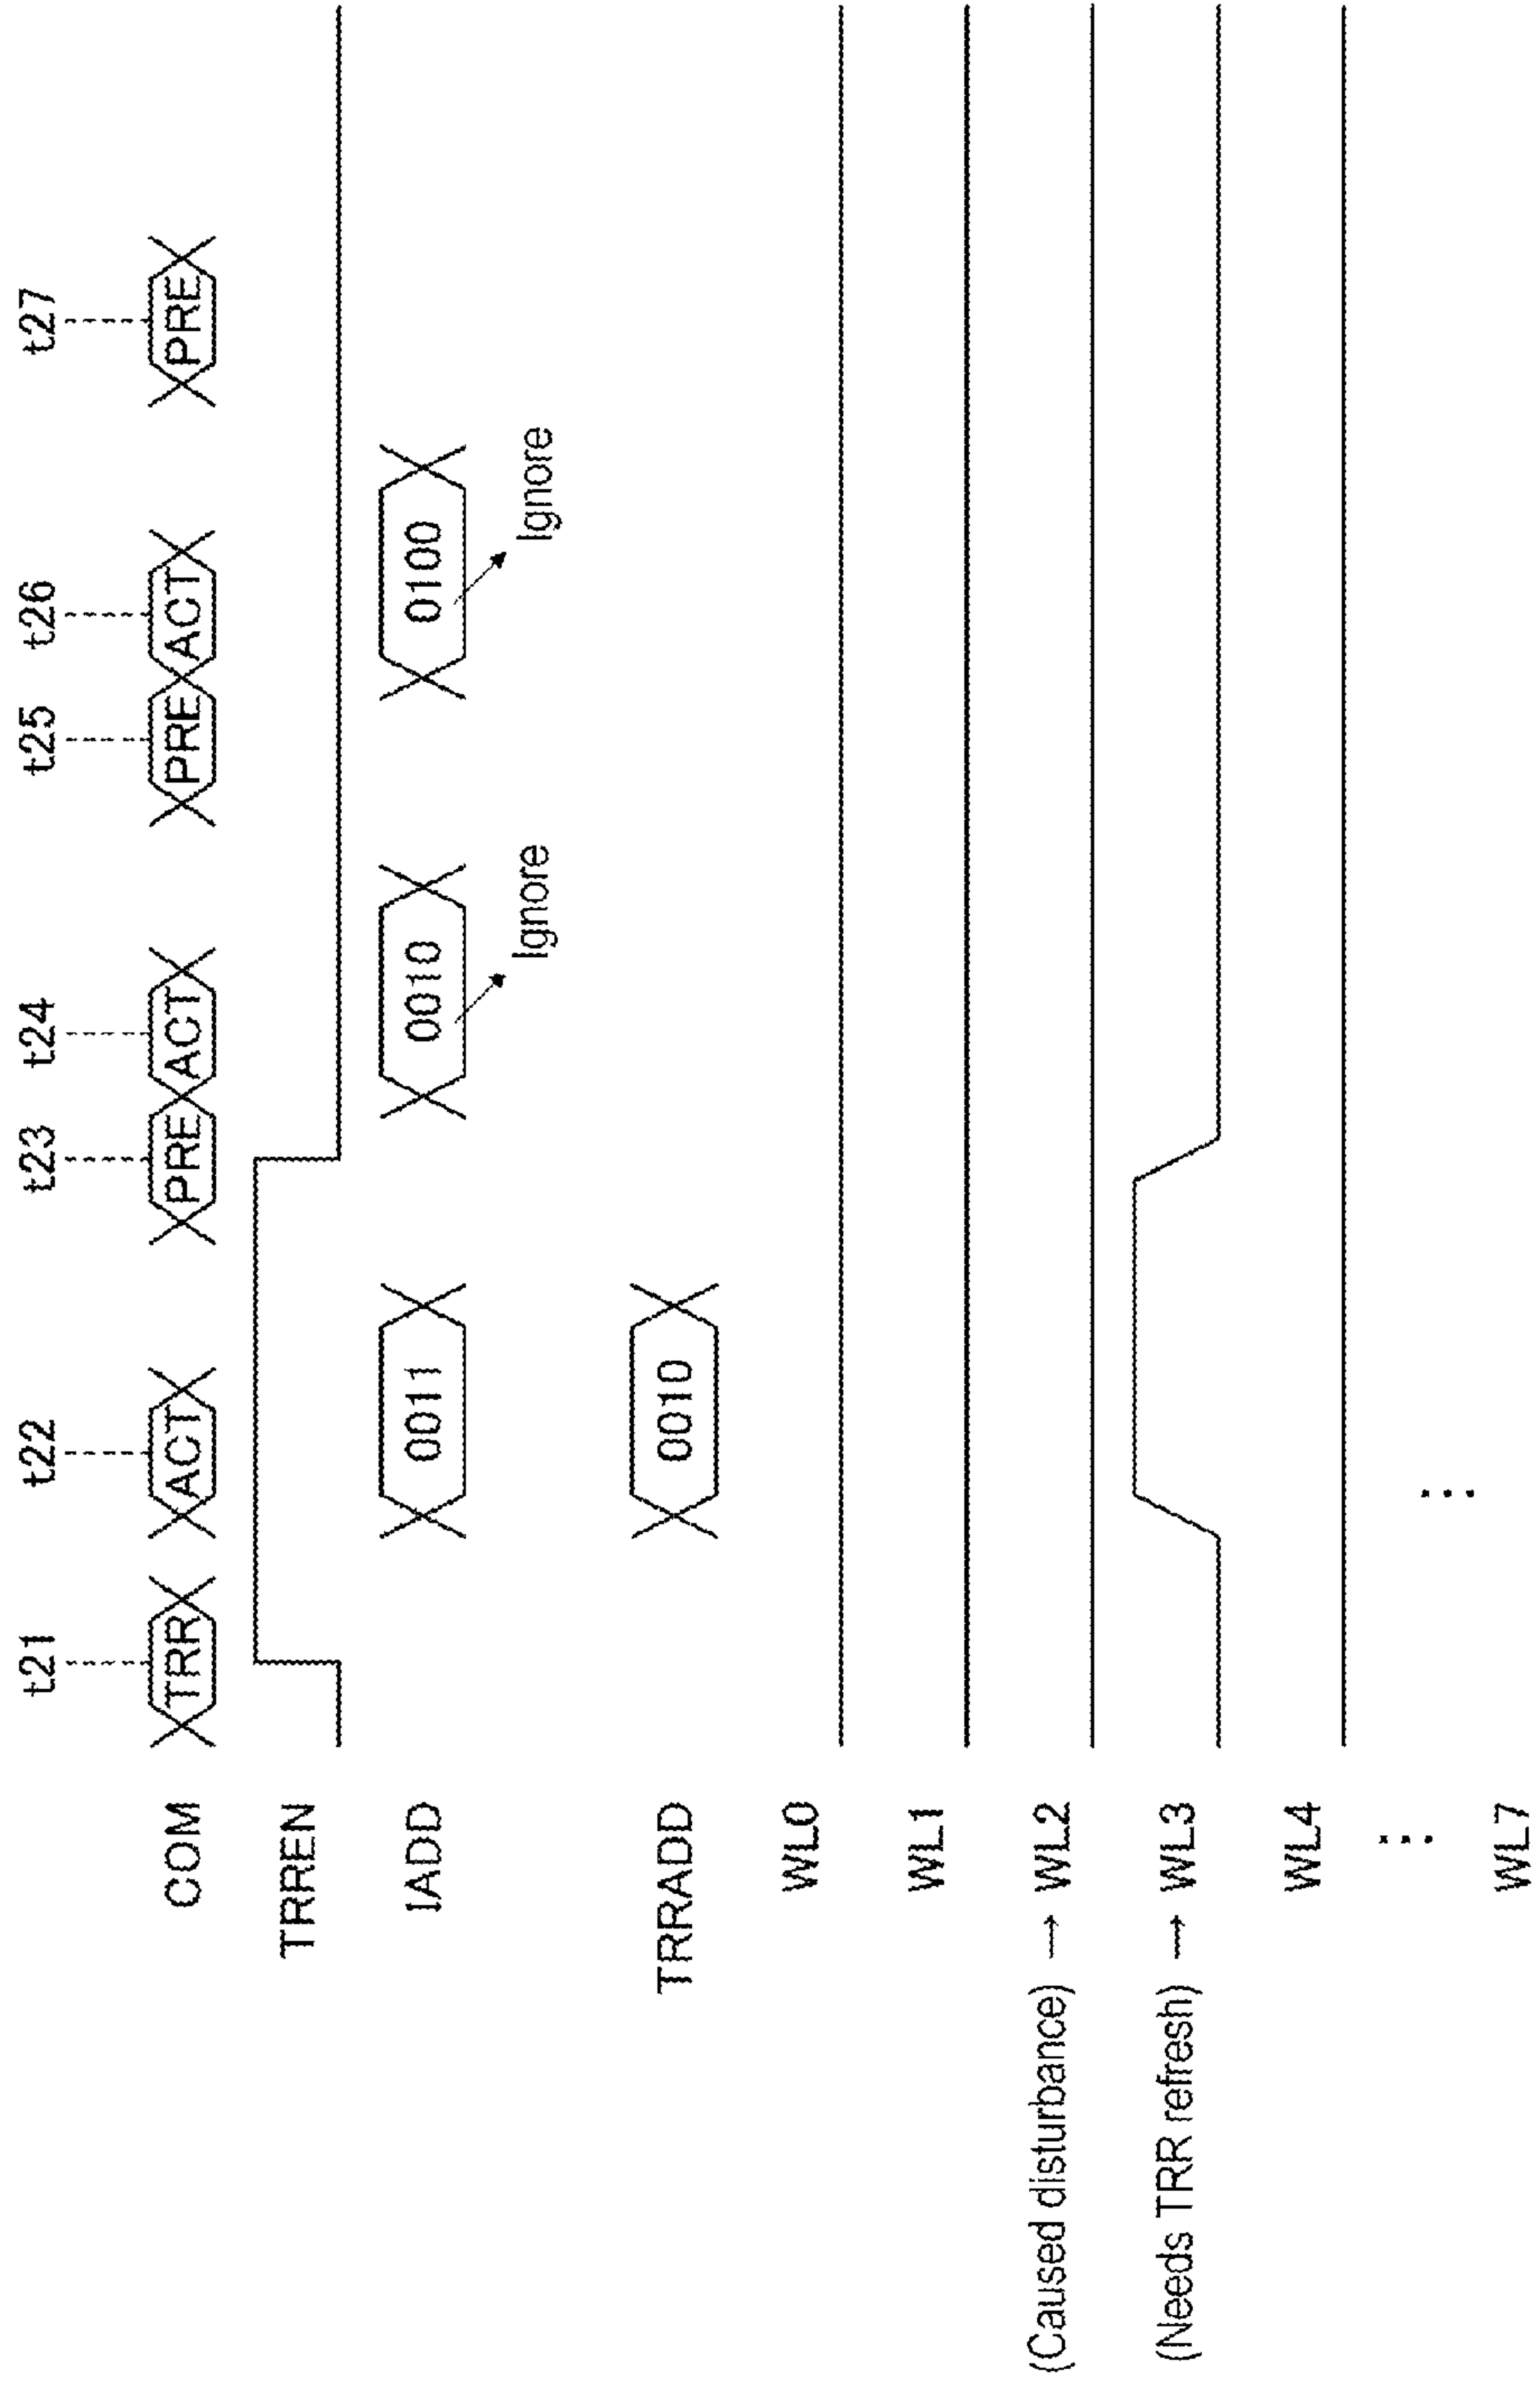 t21 t22 t23 t24 t25 t26 t27
COM TRR ACT PRE ACT PRE ACT PRE
TRREN
IADD 0011 0010 0100
Ignore Ignore
TRRADD 0010
WL0
WL1
(Caused disturbance) → WL2
(Needs TRR refresh) → WL3
WL4
⋮ ⋮
WL7